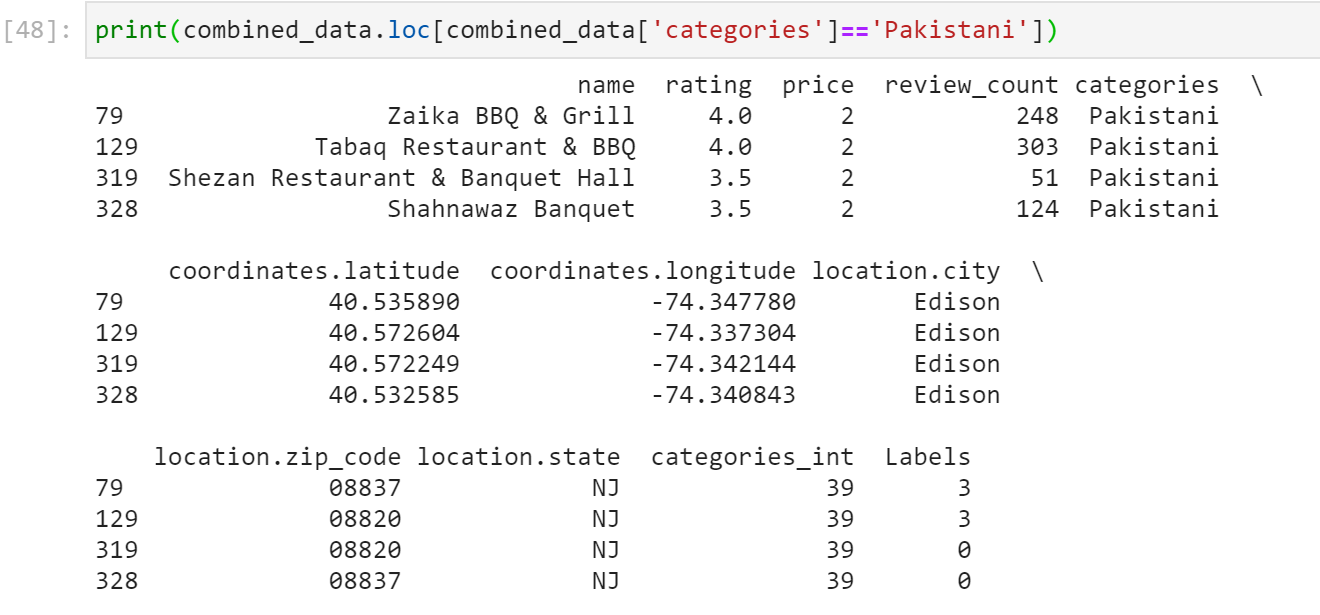 [48]: print(combined_data.loc[combined_data['categories']=='Pakistani'])
name rating price review_count categories \
79 Zaika BBQ & Grill 4.0 2 248 Pakistani
129 Tabaq Restaurant & BBQ 4.0 2 303 Pakistani
319 Shezan Restaurant & Banquet Hall 3.5 2 51 Pakistani
328 Shahnawaz Banquet 3.5 2 124 Pakistani
coordinates.latitude coordinates.longitude location.city \
79 40.535890 -74.347780 Edison
129 40.572604 -74.337304 Edison
319 40.572249 -74.342144 Edison
328 40.532585 -74.340843 Edison
location.zip_code location.state categories_int Labels
79 08837 NJ 39 3
129 08820 NJ 39 3
319 08820 NJ 39 0
328 08837 NJ 39 0